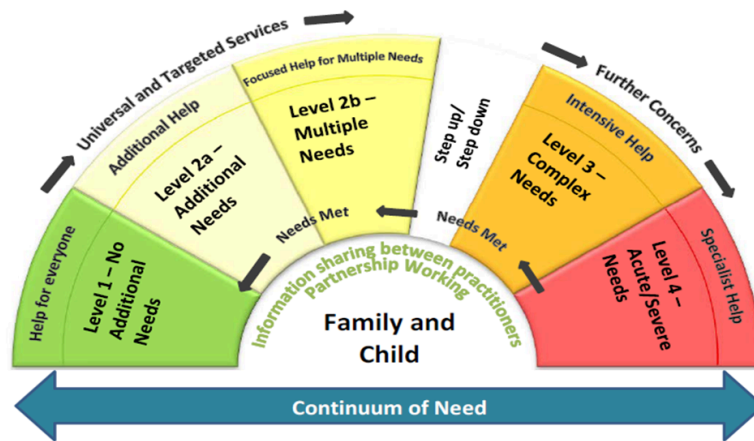 Universal and Targeted Services
Further Concerns
Help for everyone
Level 1 – No
Additional
Needs
Additional Help
Level 2a –
Additional
Needs
Focused Help for Multiple Needs
Level 2b –
Multiple
Needs
Step up/
Step down
Intensive Help
Level 3 –
Complex
Needs
Specialist Help
Level 4 –
Acute/Severe
Needs
Needs Met
Needs Met
Information sharing between practitioners
Partnership Working
Family and
Child
Continuum of Need